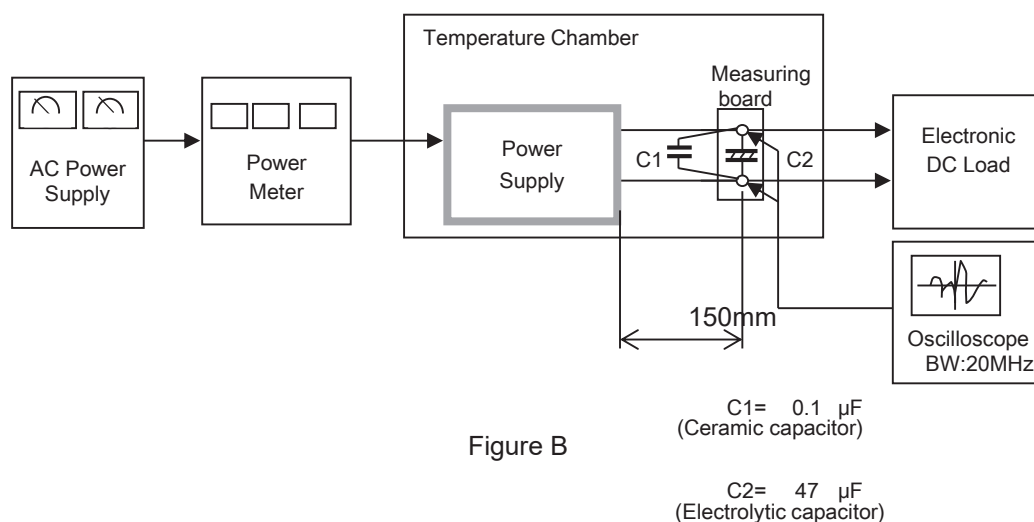 Temperature Chamber
Measuring
board
AC Power
Supply
Power
Meter
Power
Supply
C1
C2
Electronic
DC Load
150mm
Oscilloscope
BW:20MHz
C1= 0.1 µF
(Ceramic capacitor)
Figure B
C2= 47 µF
(Electrolytic capacitor)